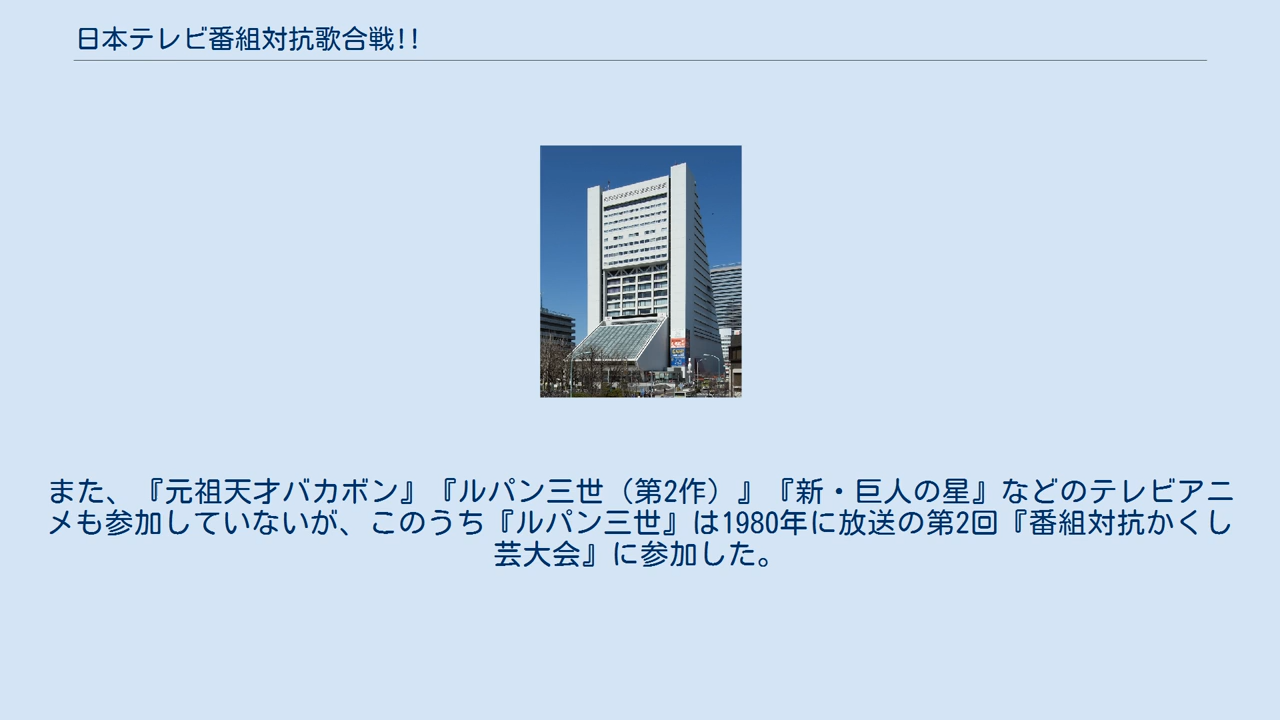 日本テレビ番組対抗歌合戦!!
また、『元祖天才バカボン』『ルパン三世（第2作）』『新・巨人の星』などのテレビアニ
メも参加していないが、このうち『ルパン三世』は1980年に放送の第2回『番組対抗かくし
芸大会』に参加した。